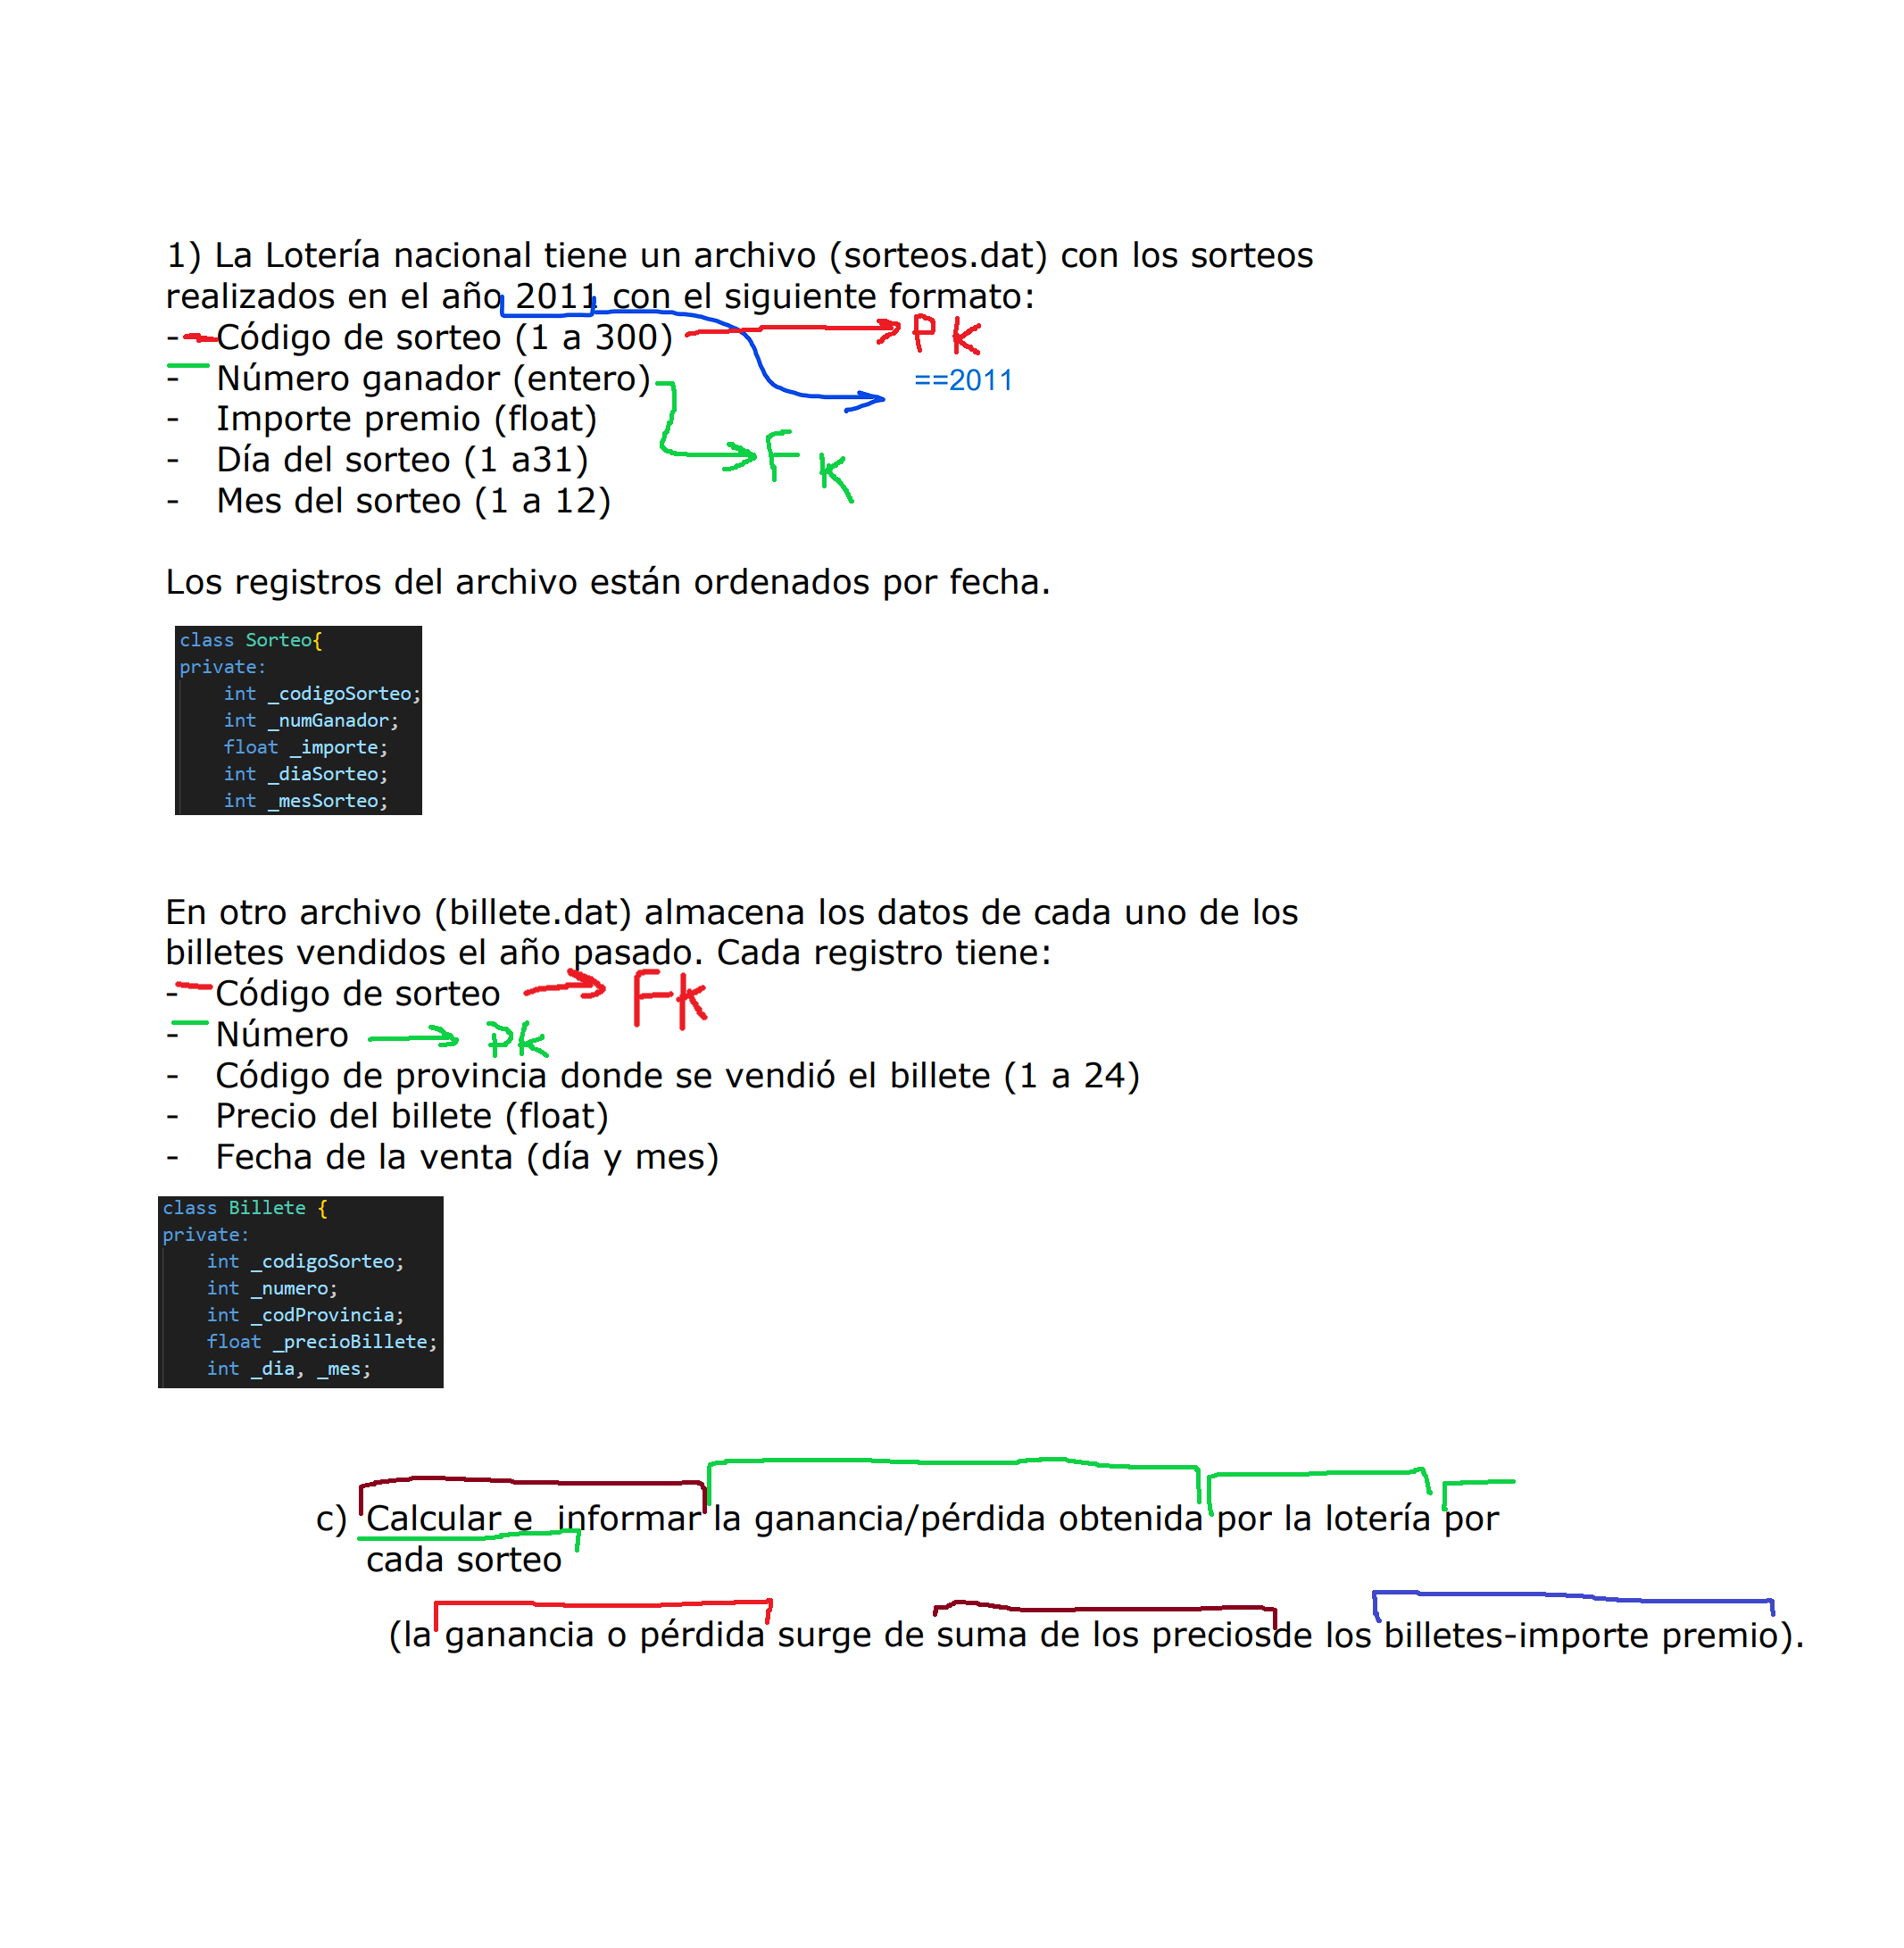 1) La Lotería nacional tiene un archivo (sorteos.dat) con los sorteos
realizados en el año 2011 con el siguiente formato:
- Código de sorteo (1 a 300) PK
- Número ganador (entero) ==2011
- Importe premio (float)
- Día del sorteo (1 a31) FK
- Mes del sorteo (1 a 12)
Los registros del archivo están ordenados por fecha.
class Sorteo{
private:
int _codigoSorteo;
int _numGanador;
float _importe;
int _diaSorteo;
int _mesSorteo;
En otro archivo (billete.dat) almacena los datos de cada uno de los
billetes vendidos el año pasado. Cada registro tiene:
- Código de sorteo FK
- Número PK
- Código de provincia donde se vendió el billete (1 a 24)
- Precio del billete (float)
- Fecha de la venta (día y mes)
class Billete {
private:
int _codigoSorteo;
int _numero;
int _codProvincia;
float _precioBillete;
int _dia, _mes;
c) Calcular e informar la ganancia/pérdida obtenida por la lotería por
cada sorteo
(la ganancia o pérdida surge de suma de los preciosde los billetes-importe premio).